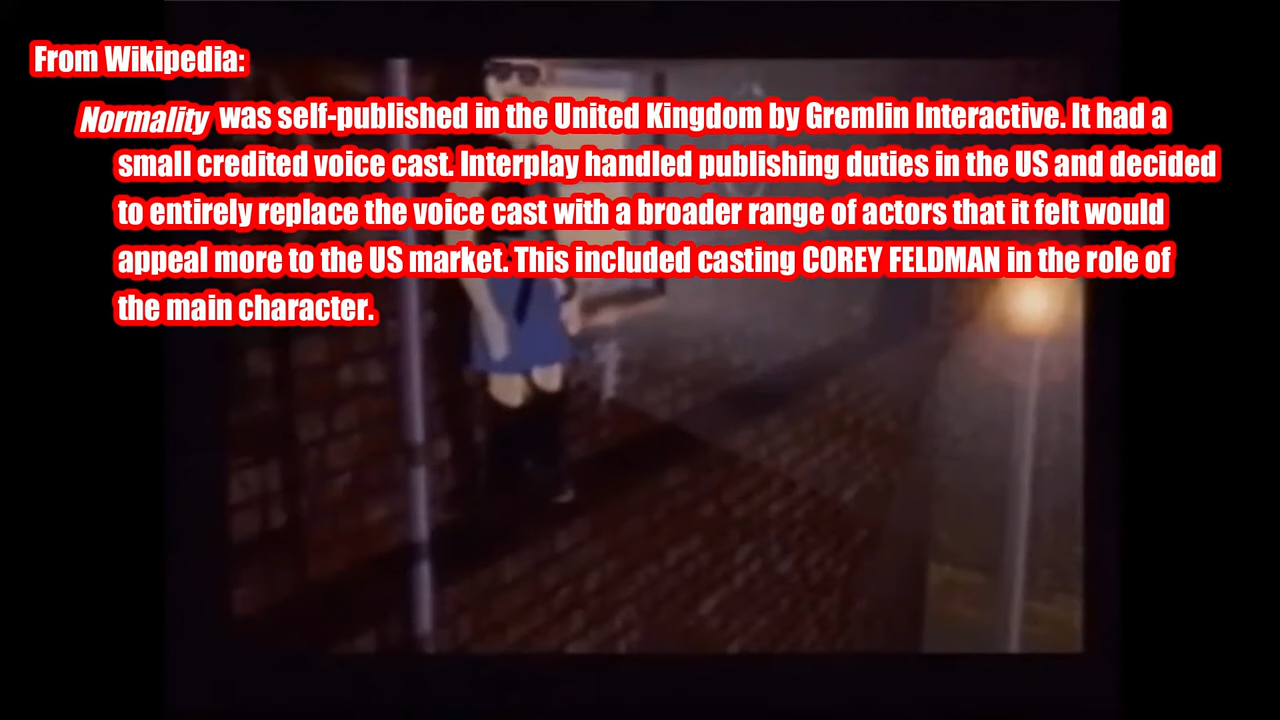 From Wikipedia:
Normality was self-published in the United Kingdom by Gremlin Interactive. It had a
small credited voice cast. Interplay handled publishing duties in the US and decided
to entirely replace the voice cast with a broader range of actors that it felt would
appeal more to the US market. This included casting COREY FELDMAN in the role of
the main character.